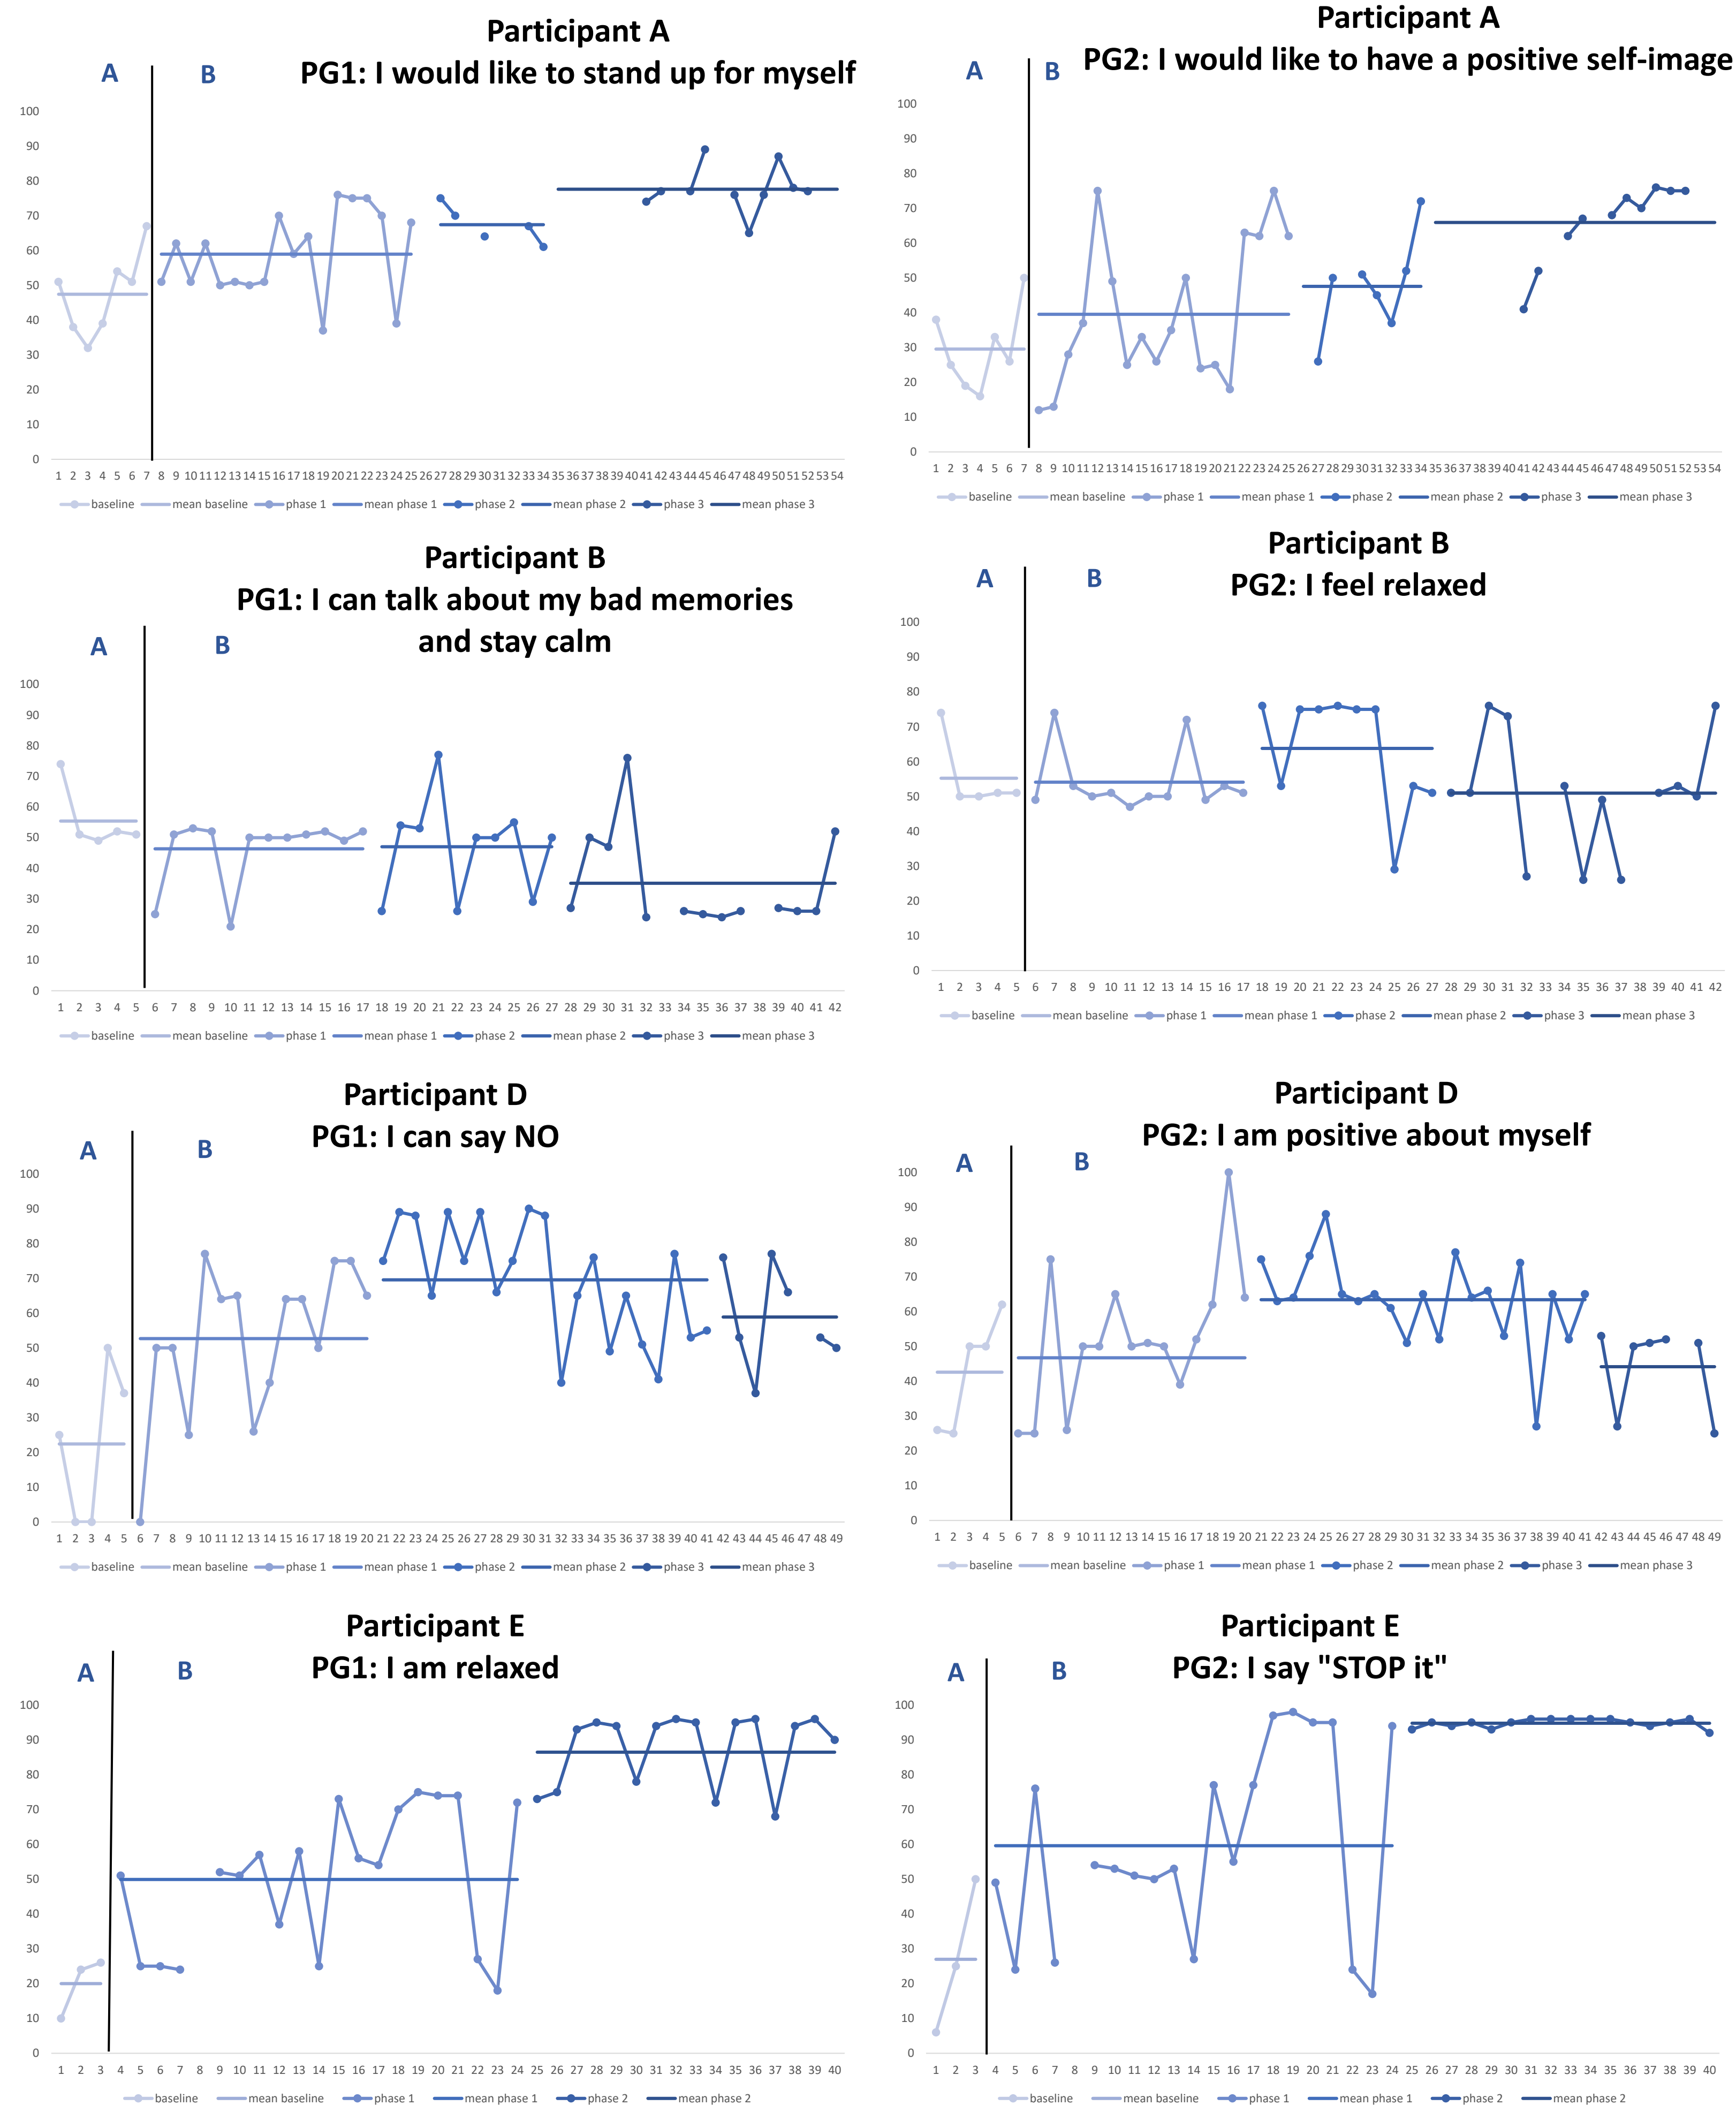 Participant A
PG1: I would like to stand up for myself
A B
100
90
80
70
60
50
40
30
20
10
0
1 2 3 4 5 6 7 8 9 10 11 12 13 14 15 16 17 18 19 20 21 22 23 24 25 26 27 28 29 30 31 32 33 34 35 36 37 38 39 40 41 42 43 44 45 46 47 48 49 50 51 52 53 54
baseline mean baseline phase 1 mean phase 1 phase 2 mean phase 2 phase 3 mean phase 3
Participant A
PG2: I would like to have a positive self-image
A B
100
90
80
70
60
50
40
30
20
10
0
1 2 3 4 5 6 7 8 9 10 11 12 13 14 15 16 17 18 19 20 21 22 23 24 25 26 27 28 29 30 31 32 33 34 35 36 37 38 39 40 41 42 43 44 45 46 47 48 49 50 51 52 53 54
baseline mean baseline phase 1 mean phase 1 phase 2 mean phase 2 phase 3 mean phase 3
Participant B
PG1: I can talk about my bad memories
and stay calm
A B
100
90
80
70
60
50
40
30
20
10
0
1 2 3 4 5 6 7 8 9 10 11 12 13 14 15 16 17 18 19 20 21 22 23 24 25 26 27 28 29 30 31 32 33 34 35 36 37 38 39 40 41 42
baseline mean baseline phase 1 mean phase 1 phase 2 mean phase 2 phase 3 mean phase 3
Participant B
PG2: I feel relaxed
A B
100
90
80
70
60
50
40
30
20
10
0
1 2 3 4 5 6 7 8 9 10 11 12 13 14 15 16 17 18 19 20 21 22 23 24 25 26 27 28 29 30 31 32 33 34 35 36 37 38 39 40 41 42
baseline mean baseline phase 1 mean phase 1 phase 2 mean phase 2 phase 3 mean phase 3
Participant D
PG1: I can say NO
A B
100
90
80
70
60
50
40
30
20
10
0
1 2 3 4 5 6 7 8 9 10 11 12 13 14 15 16 17 18 19 20 21 22 23 24 25 26 27 28 29 30 31 32 33 34 35 36 37 38 39 40 41 42 43 44 45 46 47 48 49
baseline mean baseline phase 1 mean phase 1 phase 2 mean phase 2 phase 3 mean phase 3
Participant D
PG2: I am positive about myself
A B
100
90
80
70
60
50
40
30
20
10
0
1 2 3 4 5 6 7 8 9 10 11 12 13 14 15 16 17 18 19 20 21 22 23 24 25 26 27 28 29 30 31 32 33 34 35 36 37 38 39 40 41 42 43 44 45 46 47 48 49
baseline mean baseline phase 1 mean phase 1 phase 2 mean phase 2 phase 3 mean phase 3
Participant E
PG1: I am relaxed
A B
100
90
80
70
60
50
40
30
20
10
0
1 2 3 4 5 6 7 8 9 10 11 12 13 14 15 16 17 18 19 20 21 22 23 24 25 26 27 28 29 30 31 32 33 34 35 36 37 38 39 40
baseline mean baseline phase 1 mean phase 1 phase 2 mean phase 2
Participant E
PG2: I say "STOP it"
A B
100
90
80
70
60
50
40
30
20
10
0
1 2 3 4 5 6 7 8 9 10 11 12 13 14 15 16 17 18 19 20 21 22 23 24 25 26 27 28 29 30 31 32 33 34 35 36 37 38 39 40
baseline mean baseline phase 1 mean phase 1 phase 2 mean phase 2